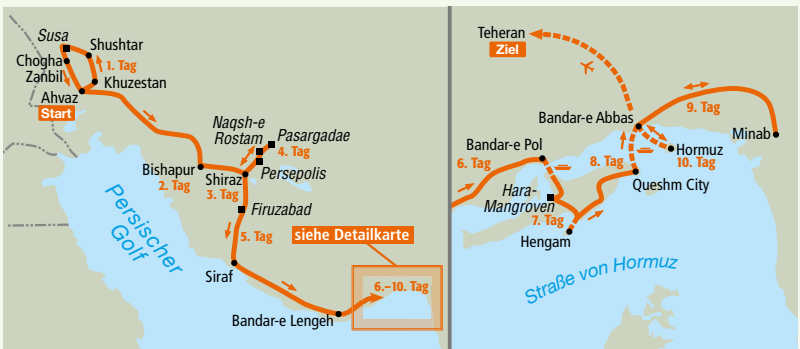 Susa
Shushtar
Chogha
Zanbil
1. Tag
Khuzestan
Ahvaz
Start
Naqsh-e
Rostam
Pasargadae
4. Tag
Persepolis
Bishapur
2. Tag
Shiraz
3. Tag
Firuzabad
Persischer
Golf
5. Tag
siehe Detailkarte
Siraf
6.–10. Tag
Bandar-e Lengeh
Teheran
Ziel
9. Tag
Bandar-e Abbas
Minab
Bandar-e Pol
Hormuz
10. Tag
6. Tag
8. Tag
Queshm City
Hara-
Mangroven
7. Tag
Hengam
Straße von Hormuz